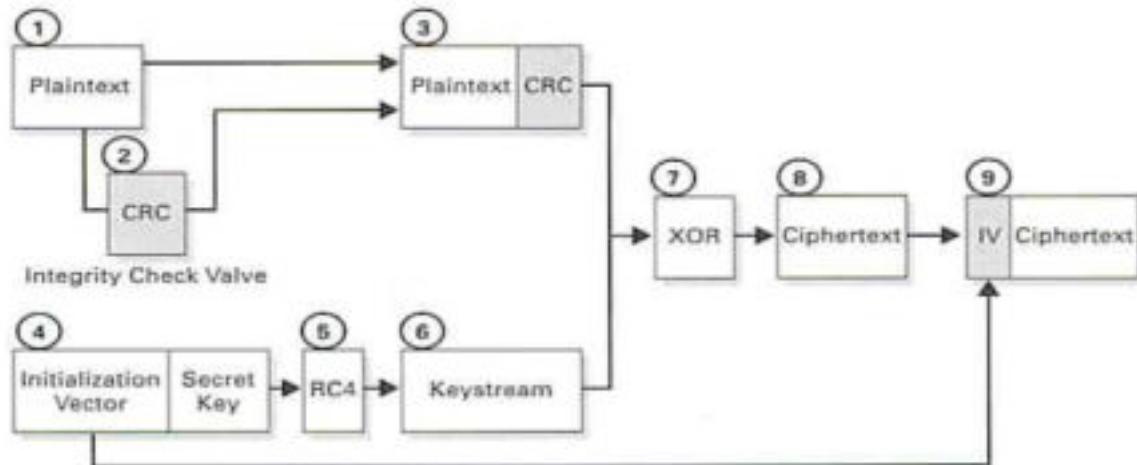 1
Plaintext
2
CRC
Integrity Check Valve
3
Plaintext CRC
4
Initialization
Vector
Secret
Key
5
RC4
6
Keystream
7
XOR
8
Ciphertext
9
IV Ciphertext